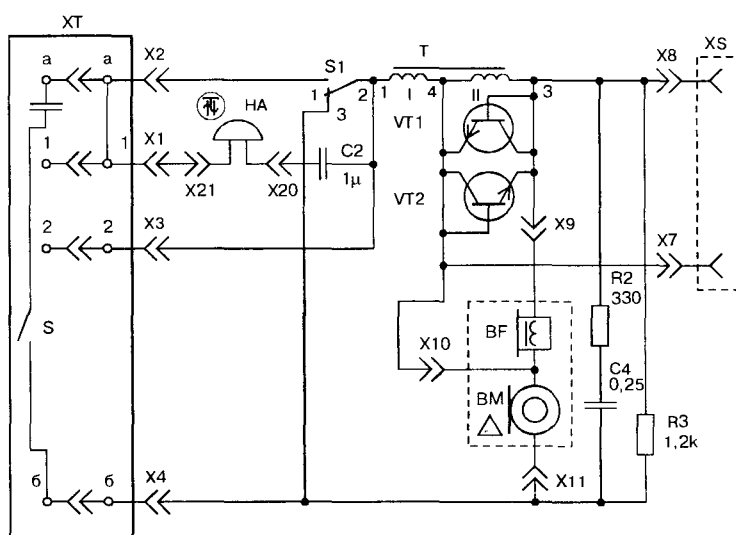 XT
X2
S1
T
X8
XS
а
а
1
2
3
1
I
4
II
3
HA
VT1
1
1
1
X1
X21
X20
C2
1µ
VT2
2
2
X3
X9
X7
R2
330
S
X10
BF
BM
C4
0,25
R3
1,2k
б
б
X4
X11